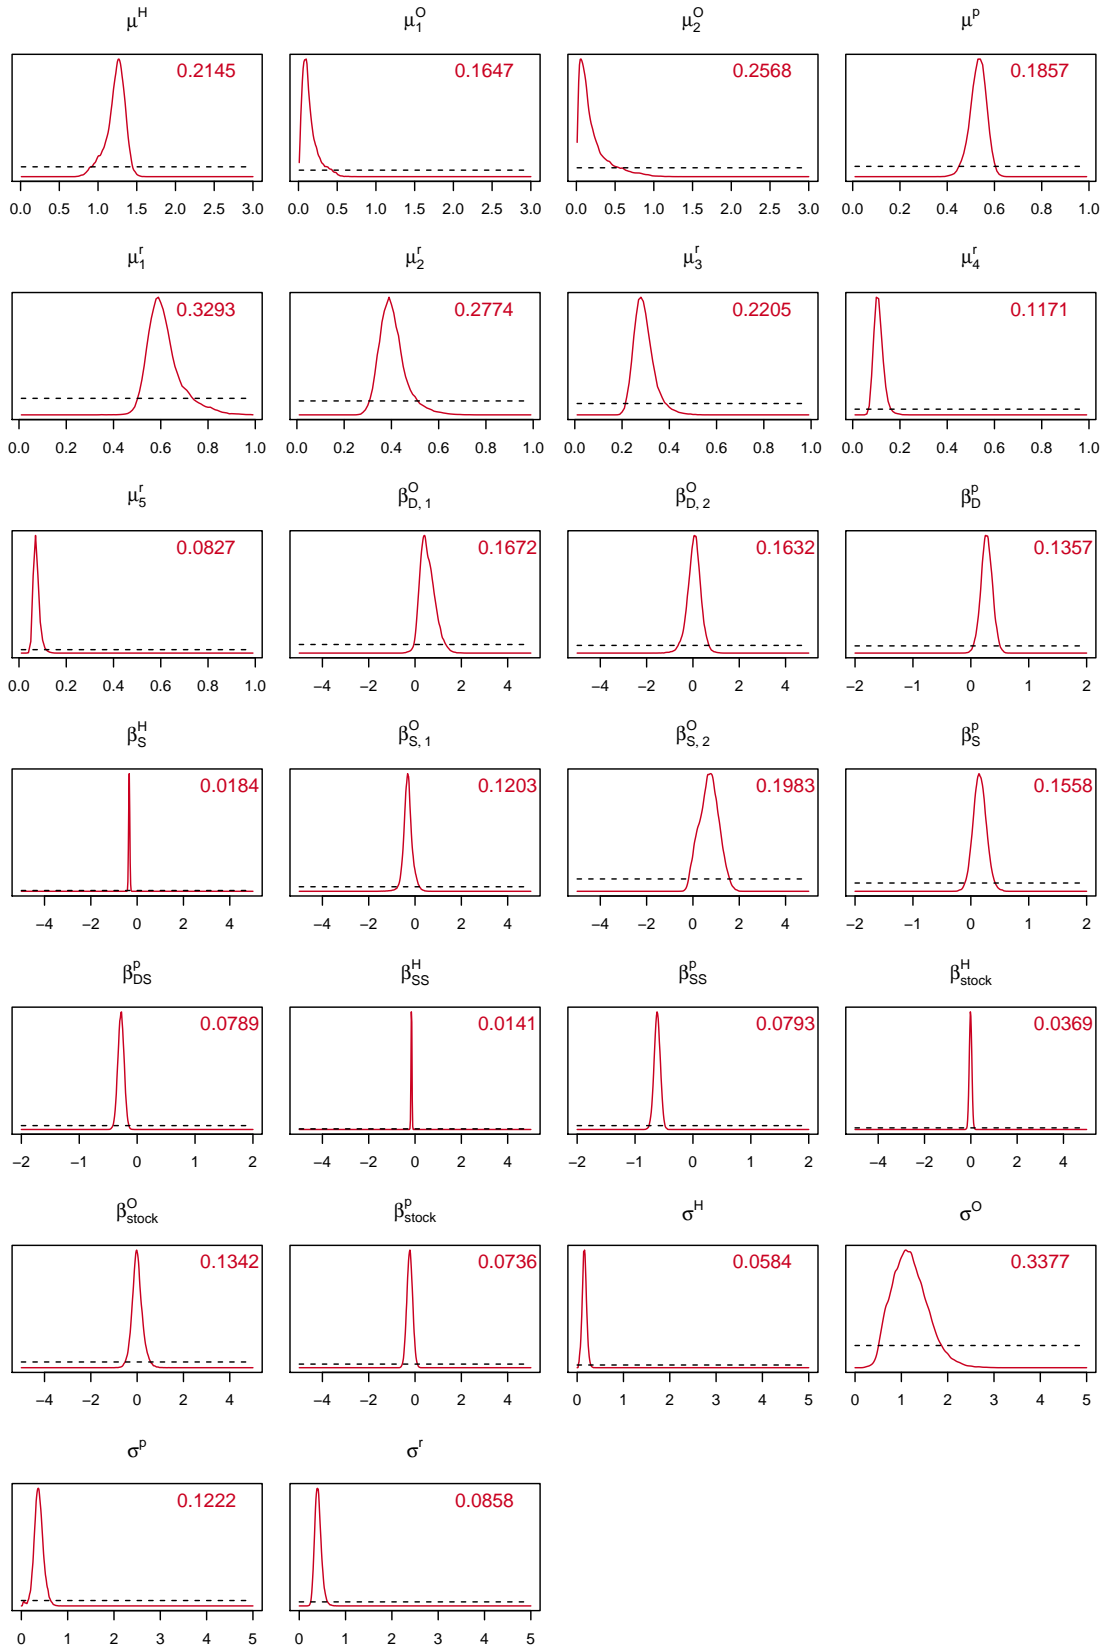 μ^H μ_1^O μ_2^O μ^p
0.2145 0.1647 0.2568 0.1857
0.0 0.5 1.0 1.5 2.0 2.5 3.0 0.0 0.5 1.0 1.5 2.0 2.5 3.0 0.0 0.5 1.0 1.5 2.0 2.5 3.0 0.0 0.2 0.4 0.6 0.8 1.0
μ_1^r μ_2^r μ_3^r μ_4^r
0.3293 0.2774 0.2205 0.1171
0.0 0.2 0.4 0.6 0.8 1.0 0.0 0.2 0.4 0.6 0.8 1.0 0.0 0.2 0.4 0.6 0.8 1.0 0.0 0.2 0.4 0.6 0.8 1.0
μ_5^r β_{D, 1}^O β_{D, 2}^O β_D^p
0.0827 0.1672 0.1632 0.1357
0.0 0.2 0.4 0.6 0.8 1.0 −4 −2 0 2 4 −4 −2 0 2 4 −2 −1 0 1 2
β_S^H β_{S, 1}^O β_{S, 2}^O β_S^p
0.0184 0.1203 0.1983 0.1558
−4 −2 0 2 4 −4 −2 0 2 4 −4 −2 0 2 4 −2 −1 0 1 2
β_{DS}^p β_{SS}^H β_{SS}^p β_{stock}^H
0.0789 0.0141 0.0793 0.0369
−2 −1 0 1 2 −4 −2 0 2 4 −2 −1 0 1 2 −4 −2 0 2 4
β_{stock}^O β_{stock}^p σ^H σ^O
0.1342 0.0736 0.0584 0.3377
−4 −2 0 2 4 −4 −2 0 2 4 0 1 2 3 4 5 0 1 2 3 4 5
σ^p σ^r
0.1222 0.0858
0 1 2 3 4 5 0 1 2 3 4 5